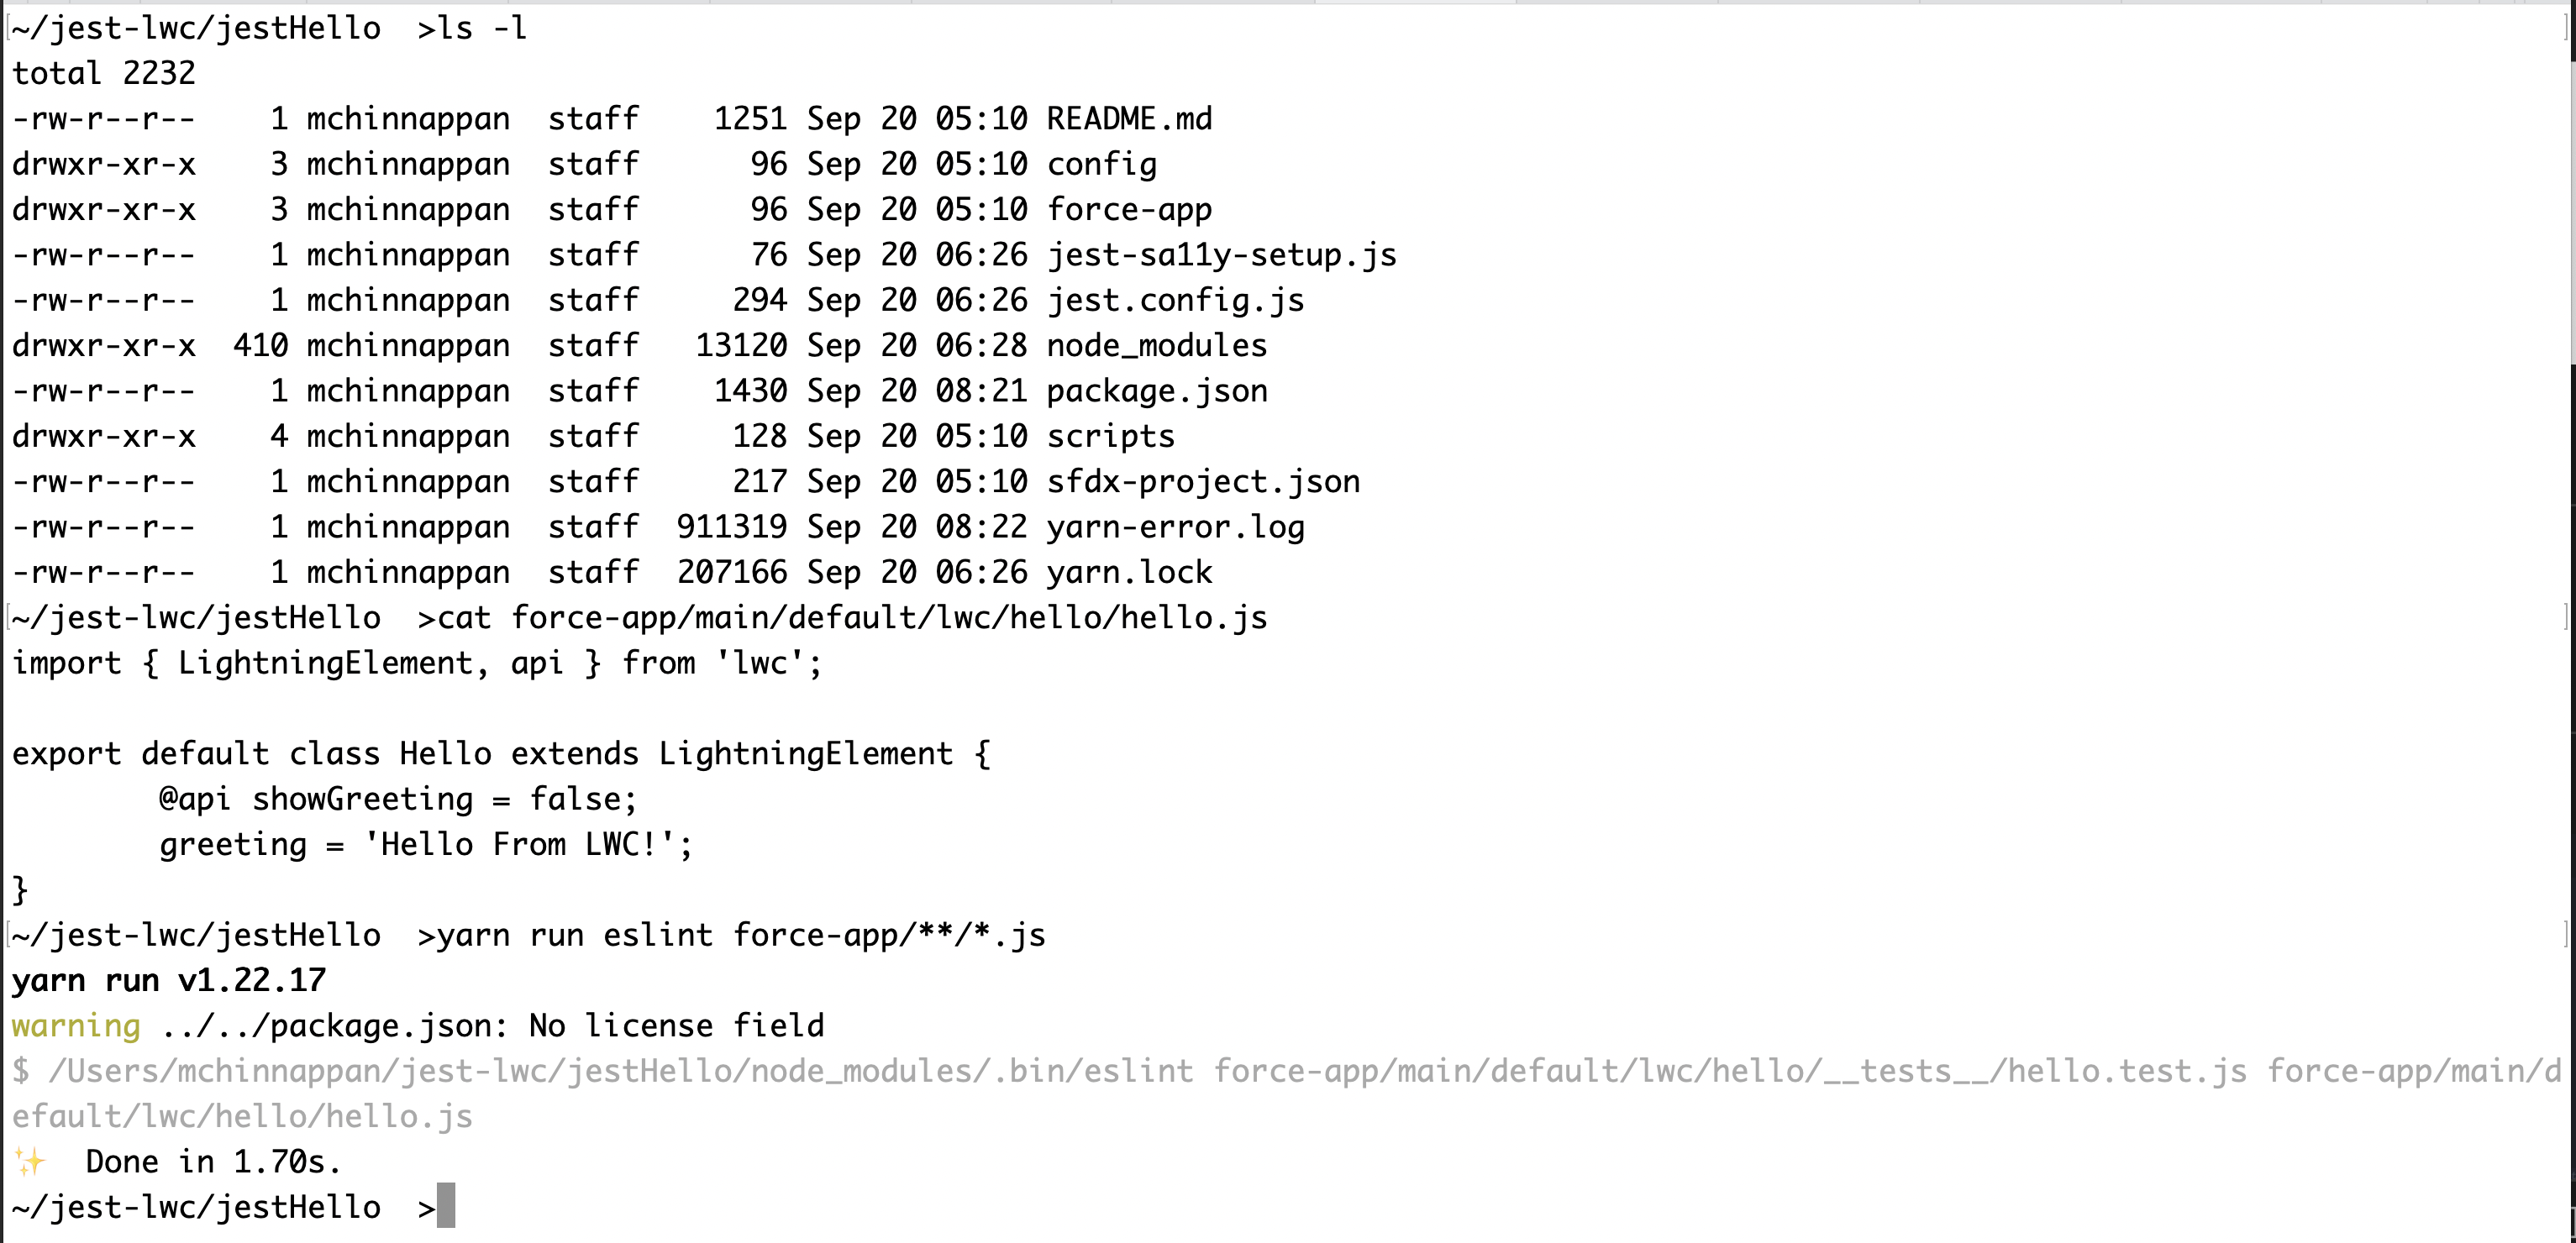 ~/jest-lwc/jestHello  >ls -l
total 2232
-rw-r--r--    1 mchinnappan  staff    1251 Sep 20 05:10 README.md
drwxr-xr-x    3 mchinnappan  staff      96 Sep 20 05:10 config
drwxr-xr-x    3 mchinnappan  staff      96 Sep 20 05:10 force-app
-rw-r--r--    1 mchinnappan  staff      76 Sep 20 06:26 jest-sa11y-setup.js
-rw-r--r--    1 mchinnappan  staff     294 Sep 20 06:26 jest.config.js
drwxr-xr-x  410 mchinnappan  staff   13120 Sep 20 06:28 node_modules
-rw-r--r--    1 mchinnappan  staff    1430 Sep 20 08:21 package.json
drwxr-xr-x    4 mchinnappan  staff     128 Sep 20 05:10 scripts
-rw-r--r--    1 mchinnappan  staff     217 Sep 20 05:10 sfdx-project.json
-rw-r--r--    1 mchinnappan  staff  911319 Sep 20 08:22 yarn-error.log
-rw-r--r--    1 mchinnappan  staff  207166 Sep 20 06:26 yarn.lock
~/jest-lwc/jestHello  >cat force-app/main/default/lwc/hello/hello.js
import { LightningElement, api } from 'lwc';

export default class Hello extends LightningElement {
        @api showGreeting = false;
        greeting = 'Hello From LWC!';
}
~/jest-lwc/jestHello  >yarn run eslint force-app/**/*.js
yarn run v1.22.17
warning ../../package.json: No license field
$ /Users/mchinnappan/jest-lwc/jestHello/node_modules/.bin/eslint force-app/main/default/lwc/hello/__tests__/hello.test.js force-app/main/d
efault/lwc/hello/hello.js
✨  Done in 1.70s.
~/jest-lwc/jestHello  >